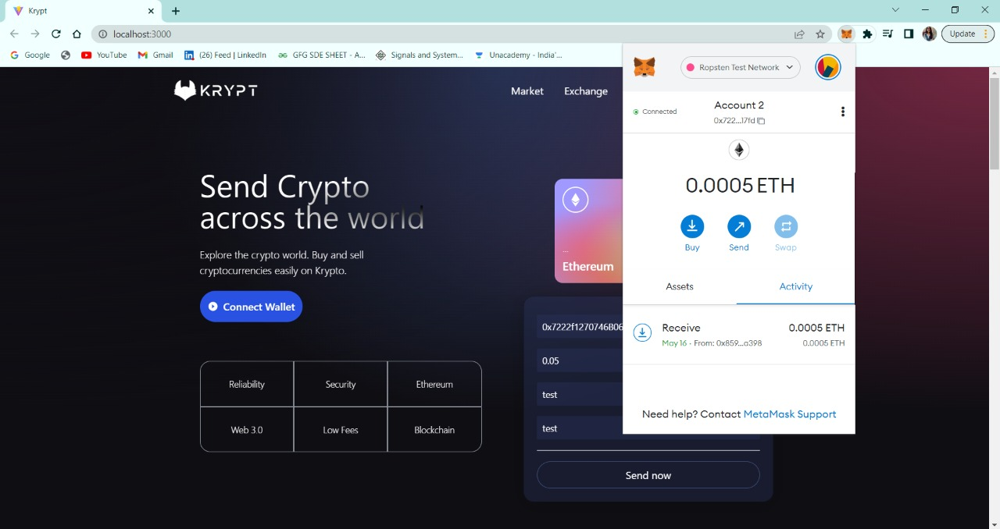 Krypt
localhost:3000
Update
Google
YouTube
Gmail
(26) Feed | LinkedIn
GFG SDE SHEET - A...
Signals and System...
Unacademy - India'...
KRYPT
Market
Exchange
Send Crypto
across the world
Explore the crypto world. Buy and sell
cryptocurrencies easily on Krypto.
Connect Wallet
Reliability
Security
Ethereum
Web 3.0
Low Fees
Blockchain
...
Ethereum
0x7222f1270746B06
0.05
test
test
Send now
Ropsten Test Network
Connected
Account 2
0x722...17fd
0.0005 ETH
Buy
Send
Swap
Assets
Activity
Receive
0.0005 ETH
May 16 · From: 0x859...a398
0.0005 ETH
Need help? Contact MetaMask Support